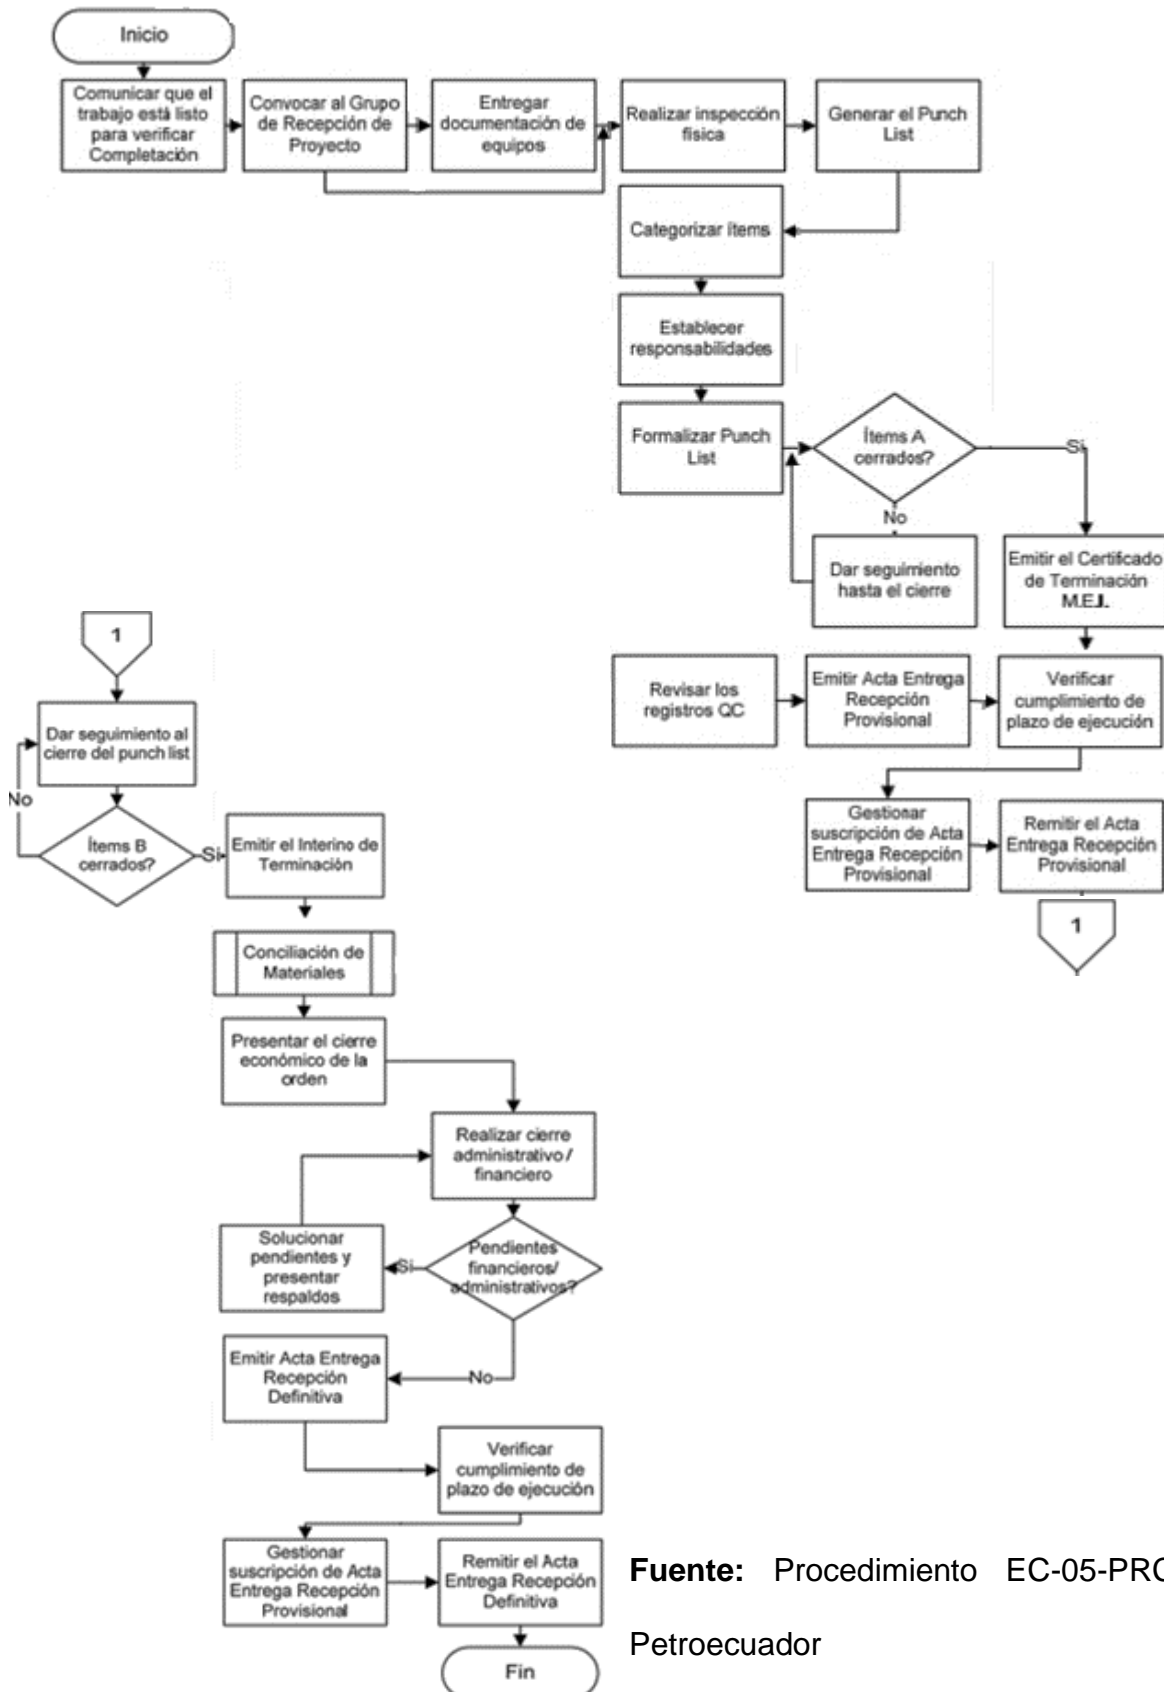 Inicio
Comunicar que el
trabajo está listo
para verificar
Completación
Convocar al Grupo
de Recepción de
Proyecto
Entregar
documentación de
equipos
Realizar inspección
física
Generar el Punch
List
Categorizar ítems
Establecer
responsabilidades
Formalizar Punch
List
Ítems A
cerrados?
Si
No
Dar seguimiento
hasta el cierre
Emitir el Certificado
de Terminación
M.E.I.
Revisar los
registros QC
Emitir Acta Entrega
Recepción
Provisional
Verificar
cumplimiento de
plazo de ejecución
Gestionar
suscripción de Acta
Entrega Recepción
Provisional
Remitir el Acta
Entrega Recepción
Provisional
1
1
Dar seguimiento al
cierre del punch list
No
Ítems B
cerrados?
Si
Emitir el Interino de
Terminación
Conciliación de
Materiales
Presentar el cierre
económico de la
orden
Realizar cierre
administrativo /
financiero
Pendientes
financieros/
administrativos?
Si
Solucionar
pendientes y
presentar
respaldos
No
Emitir Acta Entrega
Recepción
Definitiva
Verificar
cumplimiento de
plazo de ejecución
Gestionar
suscripción de Acta
Entrega Recepción
Provisional
Remitir el Acta
Entrega Recepción
Definitiva
Fin
Fuente: Procedimiento EC-05-PRO
Petroecuador